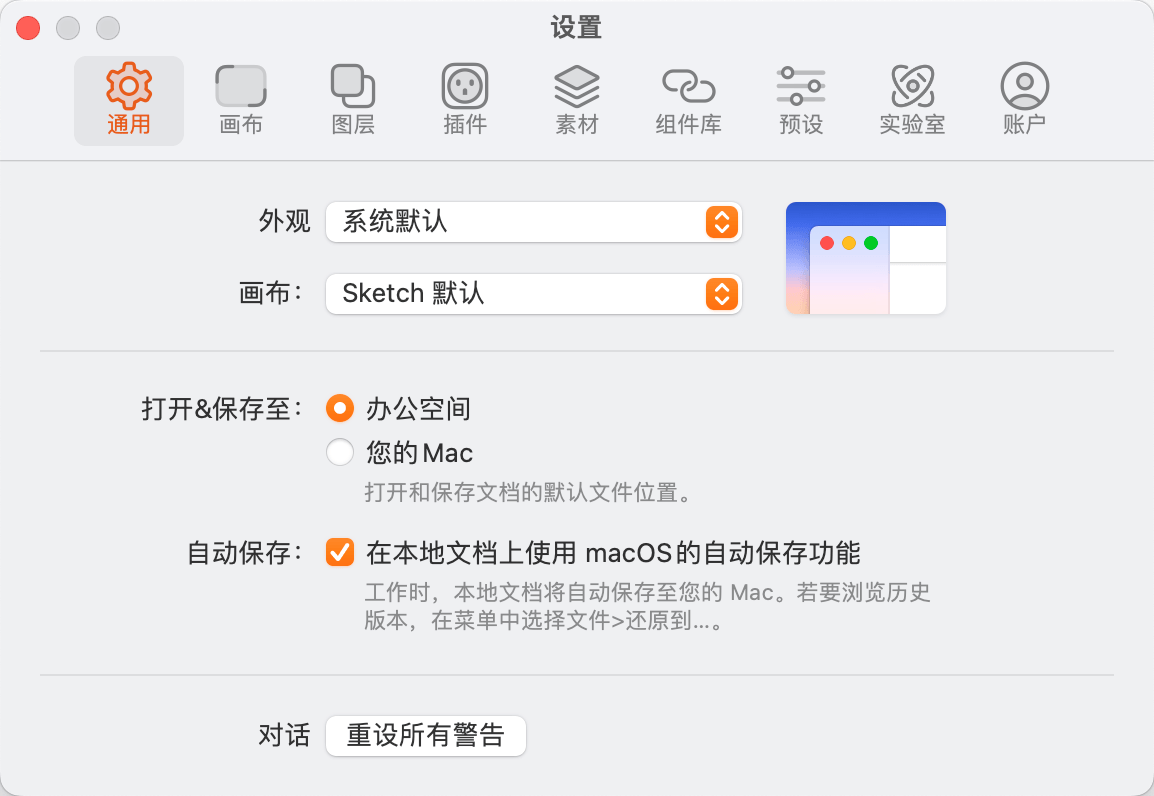 设置
通用
画布
图层
插件
素材
组件库
预设
实验室
账户
外观
系统默认
画布：
Sketch 默认
打开&保存至：
办公空间
您的Mac
打开和保存文档的默认文件位置。
自动保存：
在本地文档上使用 macOS的自动保存功能
工作时，本地文档将自动保存至您的 Mac。若要浏览历史
版本，在菜单中选择文件>还原到...。
对话
重设所有警告